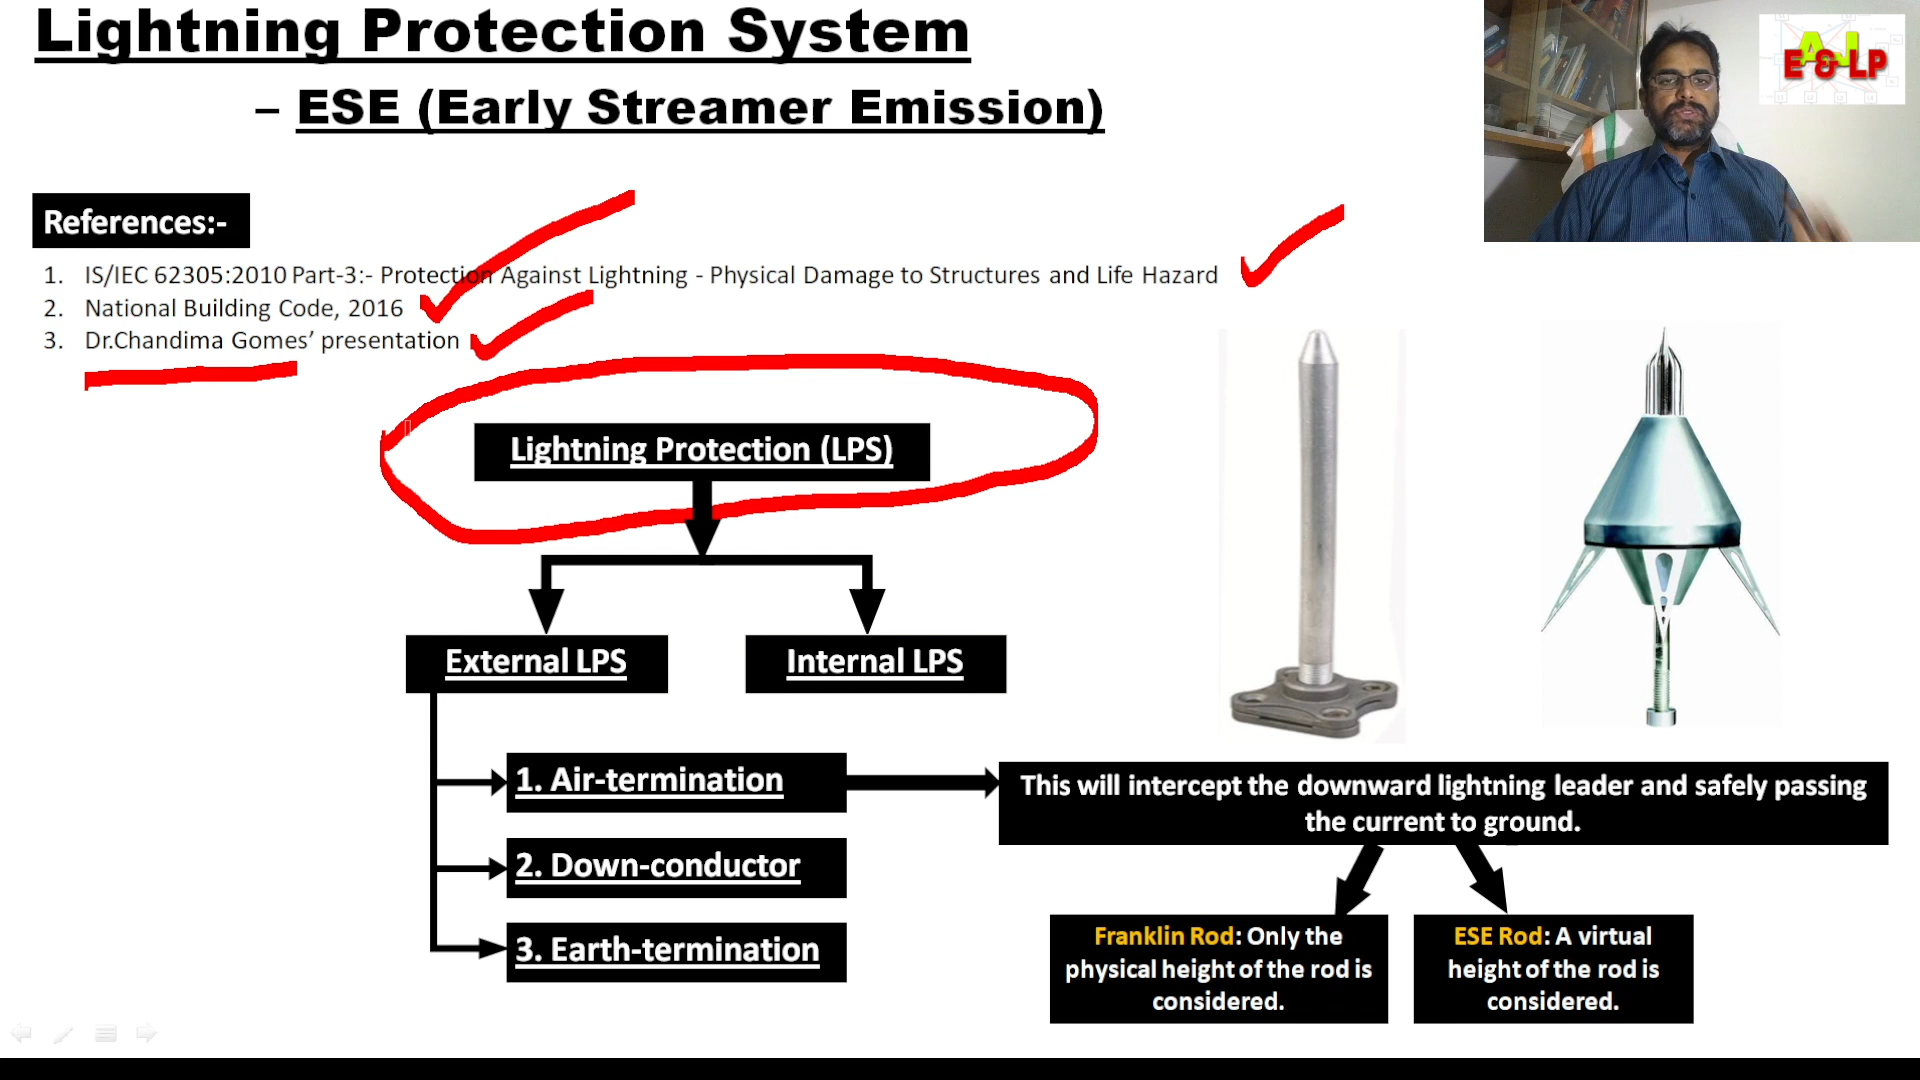 Lightning Protection System
– ESE (Early Streamer Emission)
AJ
E & LP
References:-
1. IS/IEC 62305:2010 Part-3:- Protection Against Lightning - Physical Damage to Structures and Life Hazard
2. National Building Code, 2016
3. Dr.Chandima Gomes’ presentation
Lightning Protection (LPS)
External LPS
Internal LPS
1. Air-termination
2. Down-conductor
3. Earth-termination
This will intercept the downward lightning leader and safely passing
the current to ground.
Franklin Rod: Only the
physical height of the rod is
considered.
ESE Rod: A virtual
height of the rod is
considered.